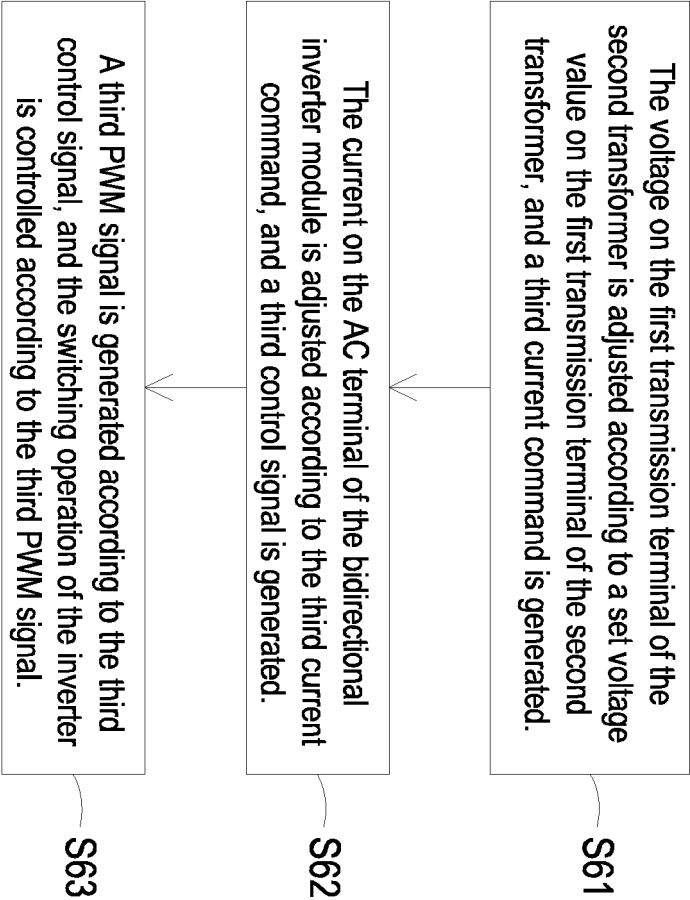 The voltage on the first transmission terminal of the
second transformer is adjusted according to a set voltage
value on the first transmission terminal of the second
transformer, and a third current command is generated.
S61
The current on the AC terminal of the bidirectional
inverter module is adjusted according to the third current
command, and a third control signal is generated.
S62
A third PWM signal is generated according to the third
control signal, and the switching operation of the inverter
is controlled according to the third PWM signal.
S63